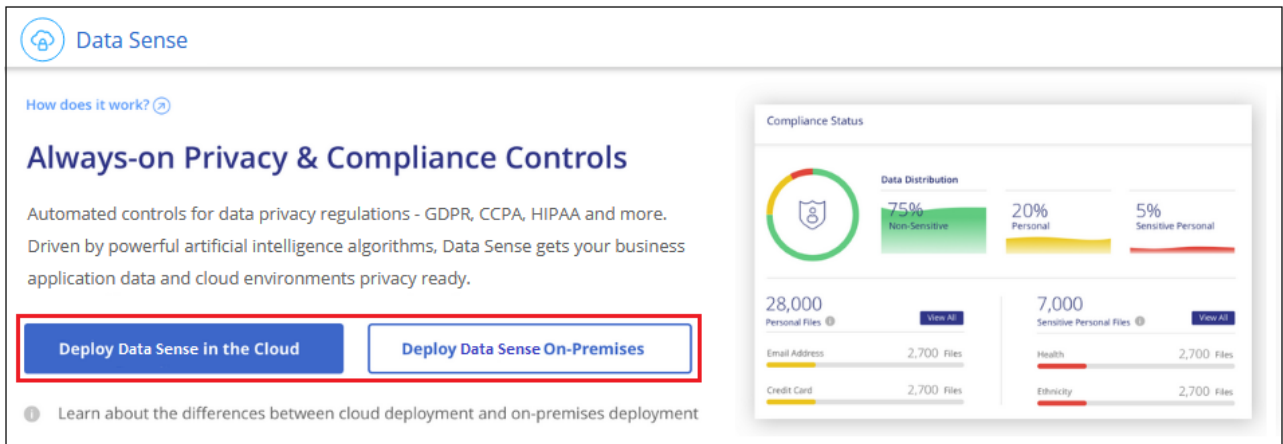 Data Sense
How does it work?
Always-on Privacy & Compliance Controls
Automated controls for data privacy regulations - GDPR, CCPA, HIPAA and more.
Driven by powerful artificial intelligence algorithms, Data Sense gets your business
application data and cloud environments privacy ready.
Deploy Data Sense in the Cloud
Deploy Data Sense On-Premises
Learn about the differences between cloud deployment and on-premises deployment
Compliance Status
Data Distribution
75%
Non-Sensitive
20%
Personal
5%
Sensitive Personal
28,000
Personal Files
View All
Email Address 2,700 Files
Credit Card 2,700 Files
7,000
Sensitive Personal Files
View All
Health 2,700 Files
Ethnicity 2,700 Files